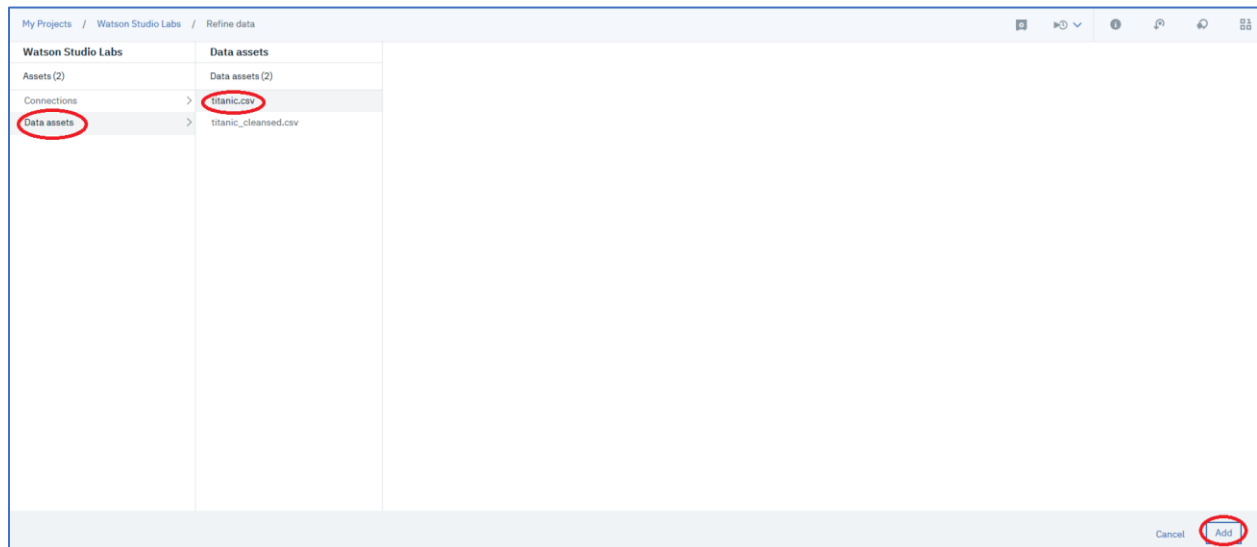 My Projects / Watson Studio Labs / Refine data
Watson Studio Labs
Assets (2)
Connections
Data assets
Data assets
Data assets (2)
titanic.csv
titanic_cleansed.csv
Cancel
Add